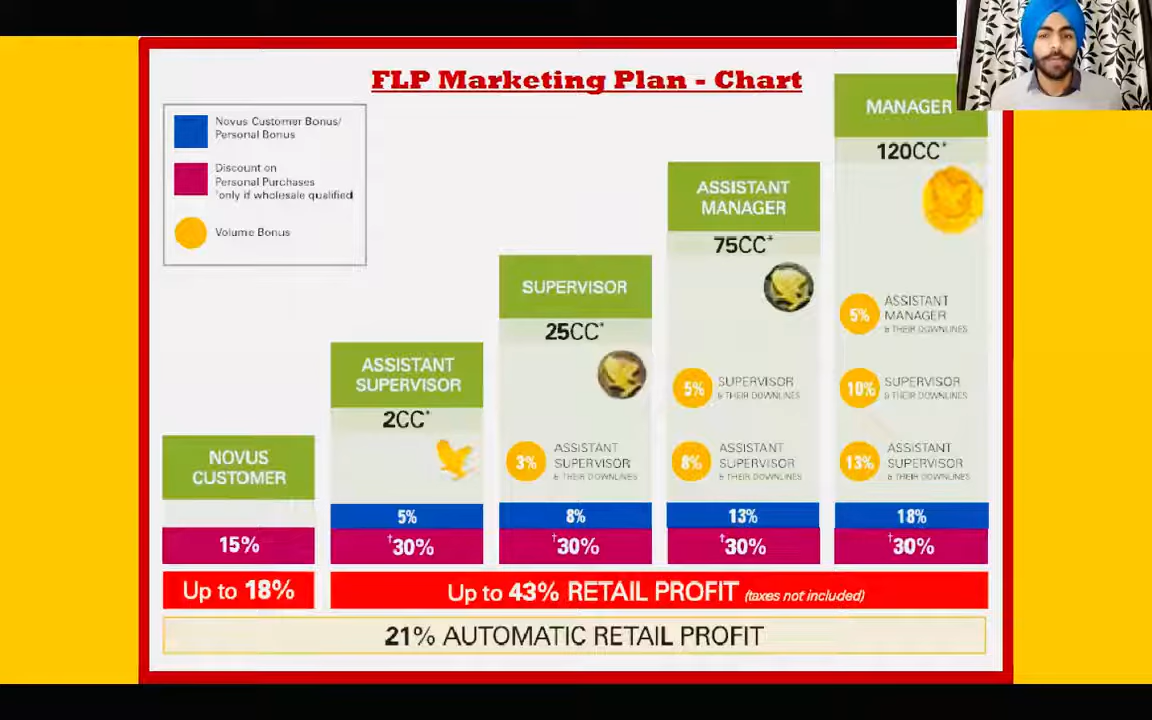 FLP Marketing Plan - Chart
Novus Customer Bonus/
Personal Bonus
Discount on
Personal Purchases
*only if wholesale qualified
Volume Bonus
MANAGER
120CC*
5%
ASSISTANT
MANAGER
& THEIR DOWNLINES
10%
SUPERVISOR
& THEIR DOWNLINES
13%
ASSISTANT
SUPERVISOR
& THEIR DOWNLINES
18%
†30%
ASSISTANT
MANAGER
75CC*
5%
SUPERVISOR
& THEIR DOWNLINES
8%
ASSISTANT
SUPERVISOR
& THEIR DOWNLINES
13%
†30%
SUPERVISOR
25CC*
3%
ASSISTANT
SUPERVISOR
& THEIR DOWNLINES
8%
†30%
ASSISTANT
SUPERVISOR
2CC*
5%
†30%
NOVUS
CUSTOMER
15%
Up to 18%
Up to 43% RETAIL PROFIT (taxes not included)
21% AUTOMATIC RETAIL PROFIT